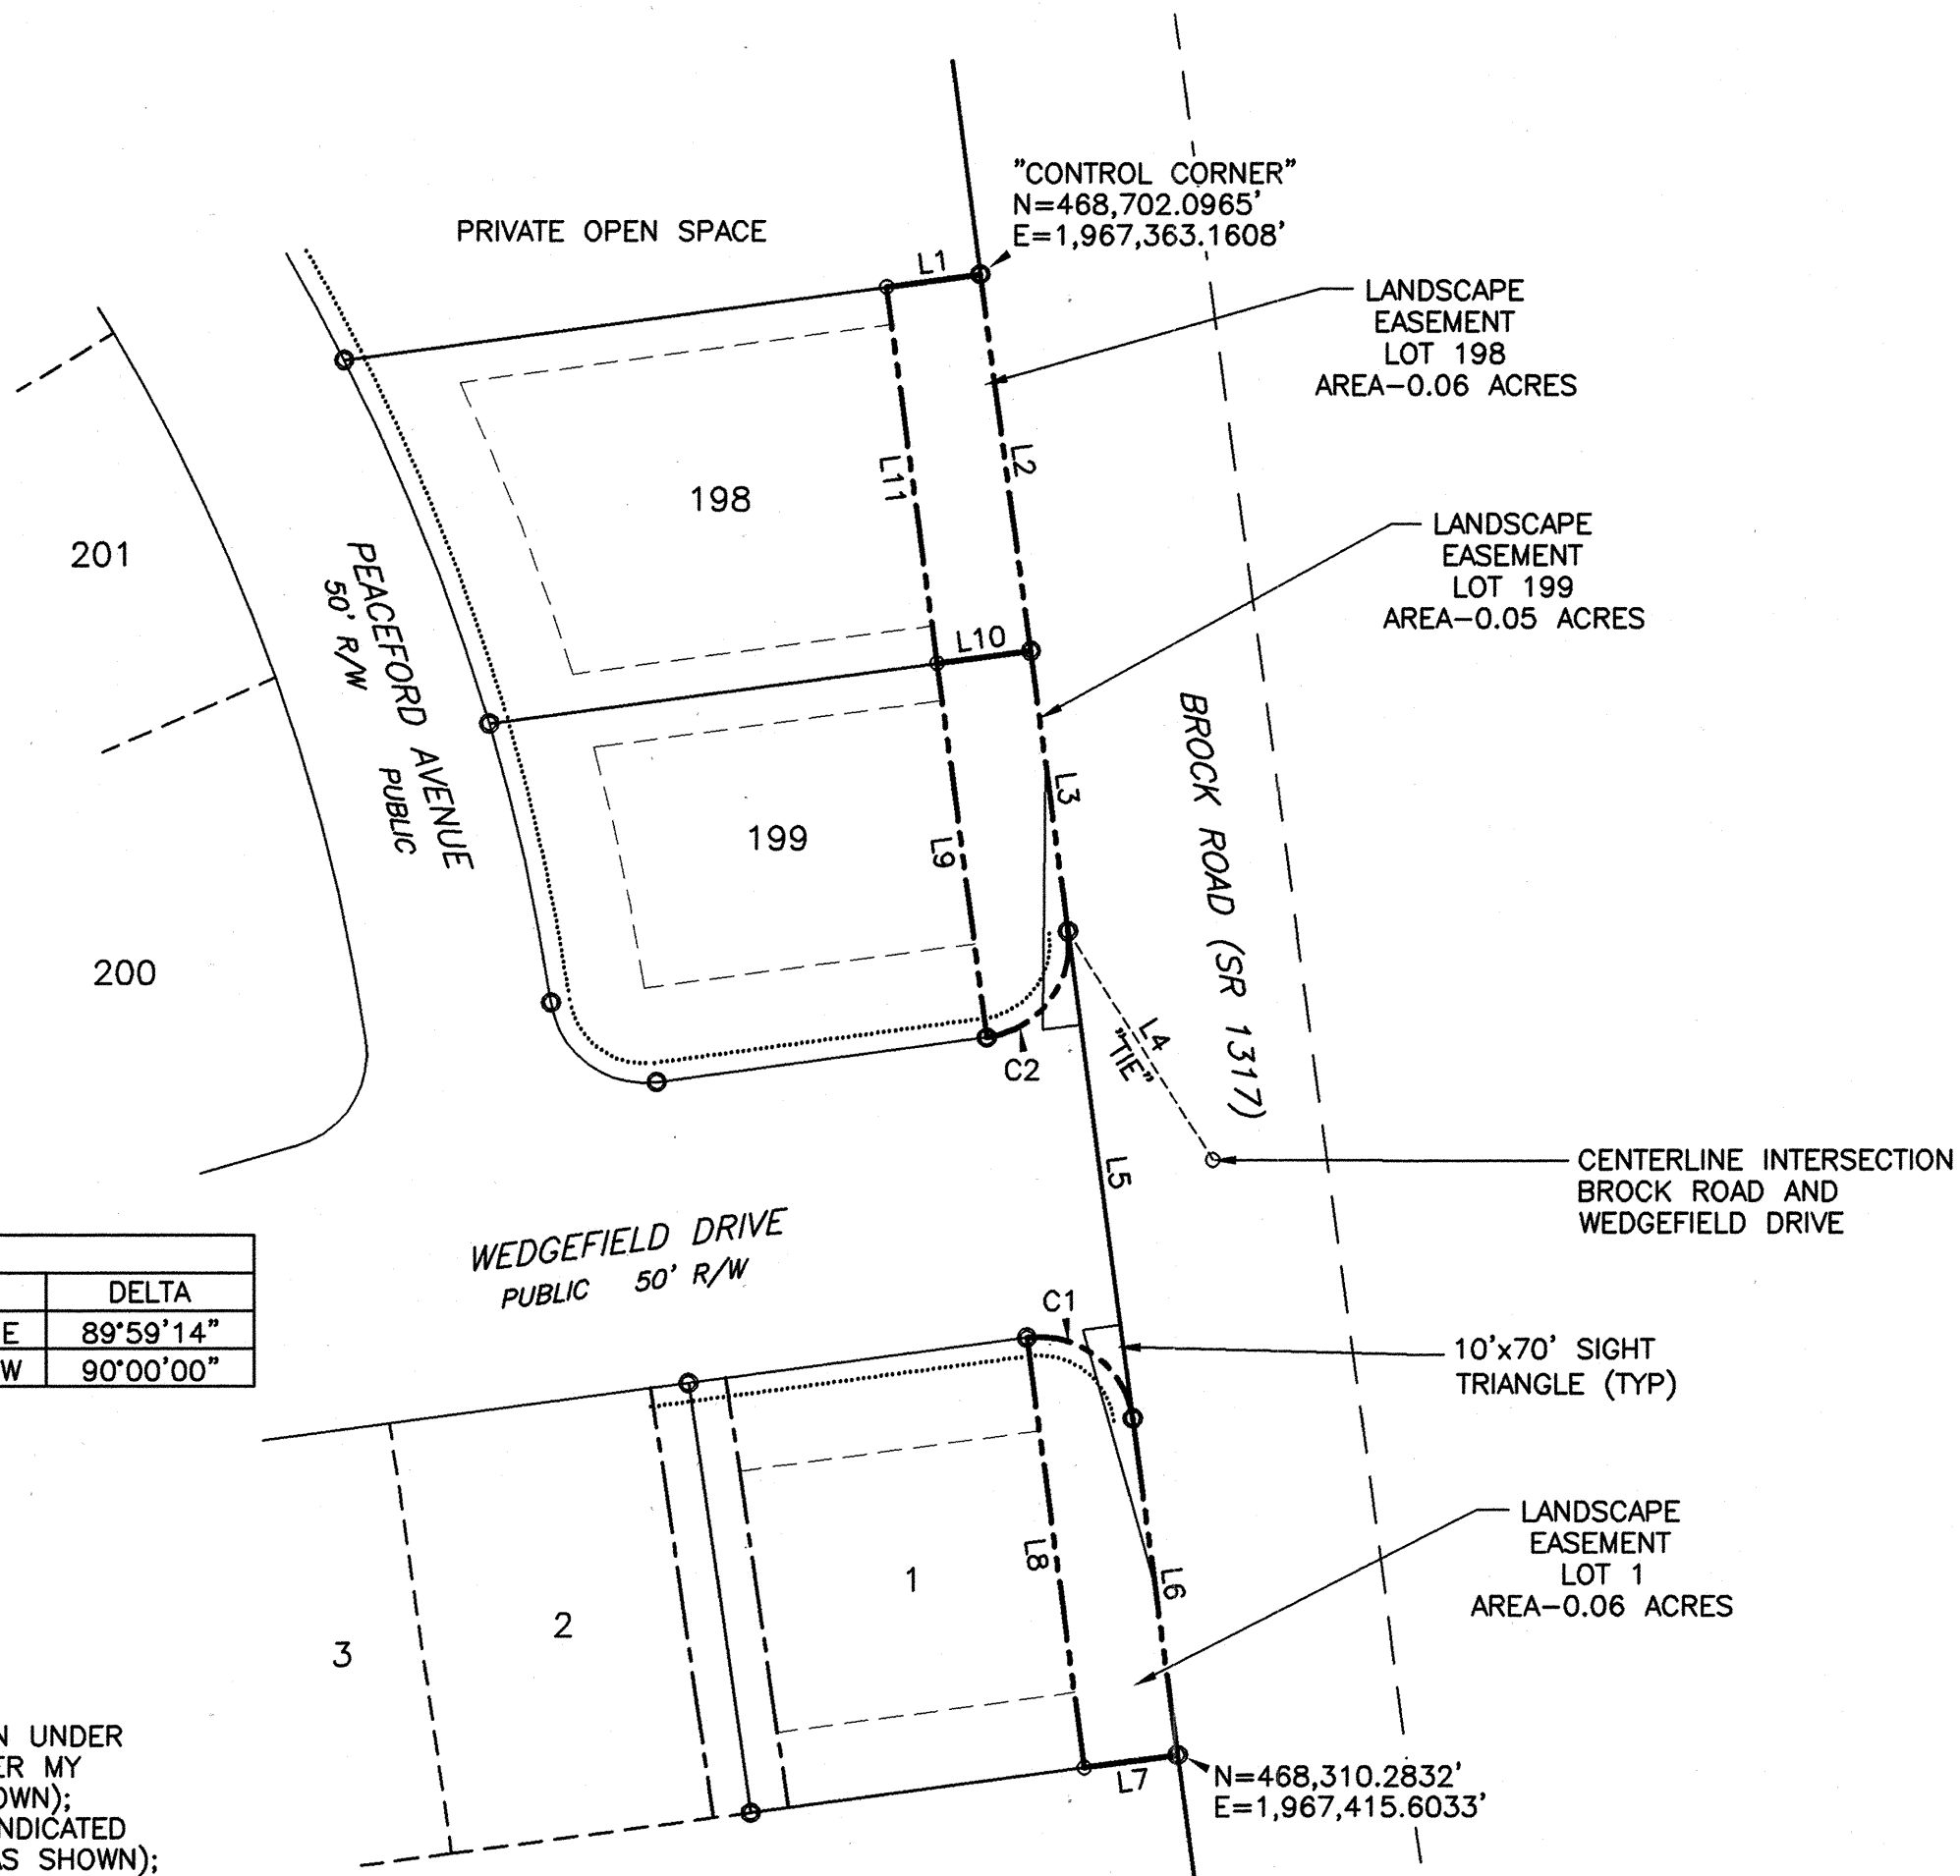 "CONTROL CORNER"
N=468,702.0965'
E=1,967,363.1608'
PRIVATE OPEN SPACE
L1
LANDSCAPE
EASEMENT
LOT 198
AREA-0.06 ACRES
L2
L11
198
LANDSCAPE
EASEMENT
LOT 199
AREA-0.05 ACRES
201
PEACEFORD AVENUE
50' R/W PUBLIC
L10
BROCK ROAD (SR 1317)
L3
199
L9
200
L4
"TIE"
C2
L5
CENTERLINE INTERSECTION
BROCK ROAD AND
WEDGEFIELD DRIVE
WEDGEFIELD DRIVE
PUBLIC 50' R/W
DELTA
E 89°59'14"
W 90°00'00"
C1
10'x70' SIGHT
TRIANGLE (TYP)
LANDSCAPE
EASEMENT
LOT 1
AREA-0.06 ACRES
L8
L6
1
2
3
L7
N=468,310.2832'
E=1,967,415.6033'
N UNDER
ER MY
OWN);
NDICATED
AS SHOWN);